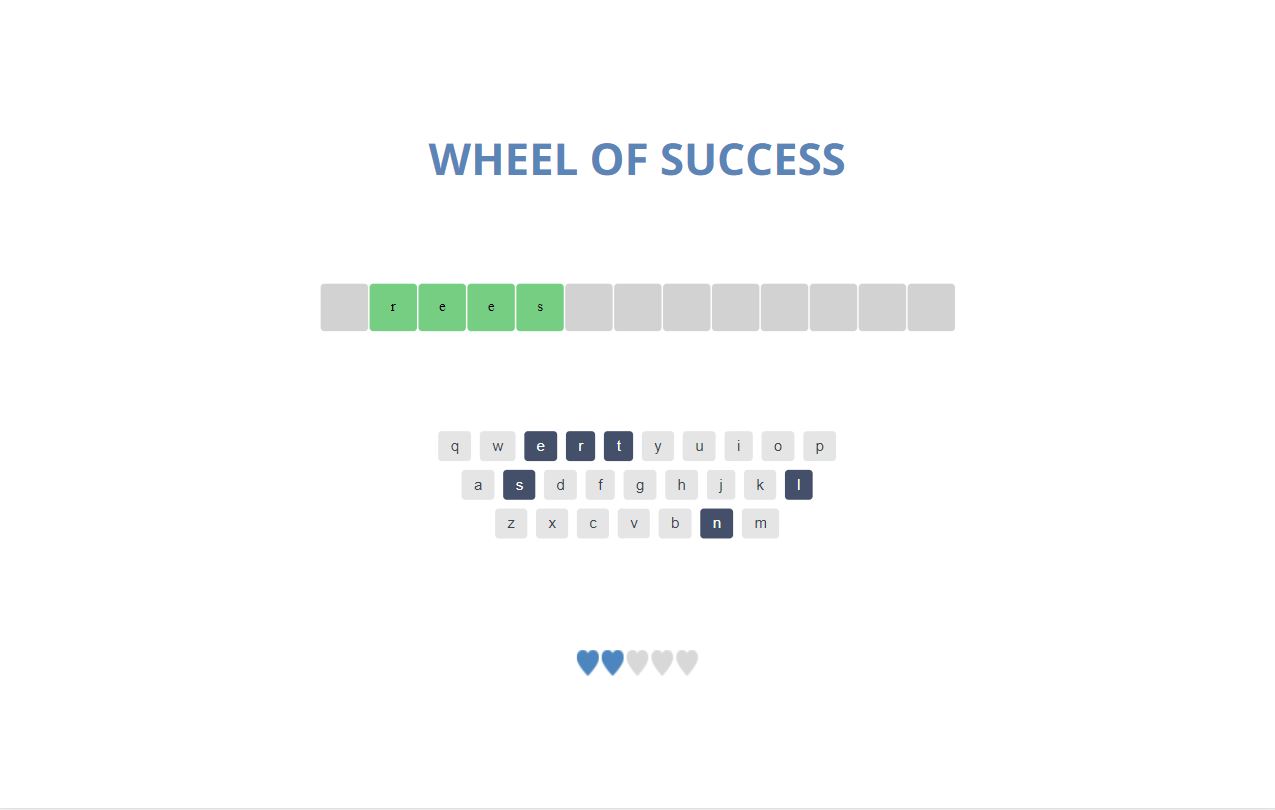 WHEEL OF SUCCESS
r e e s
q w e r t y u i o p
a s d f g h j k l
z x c v b n m